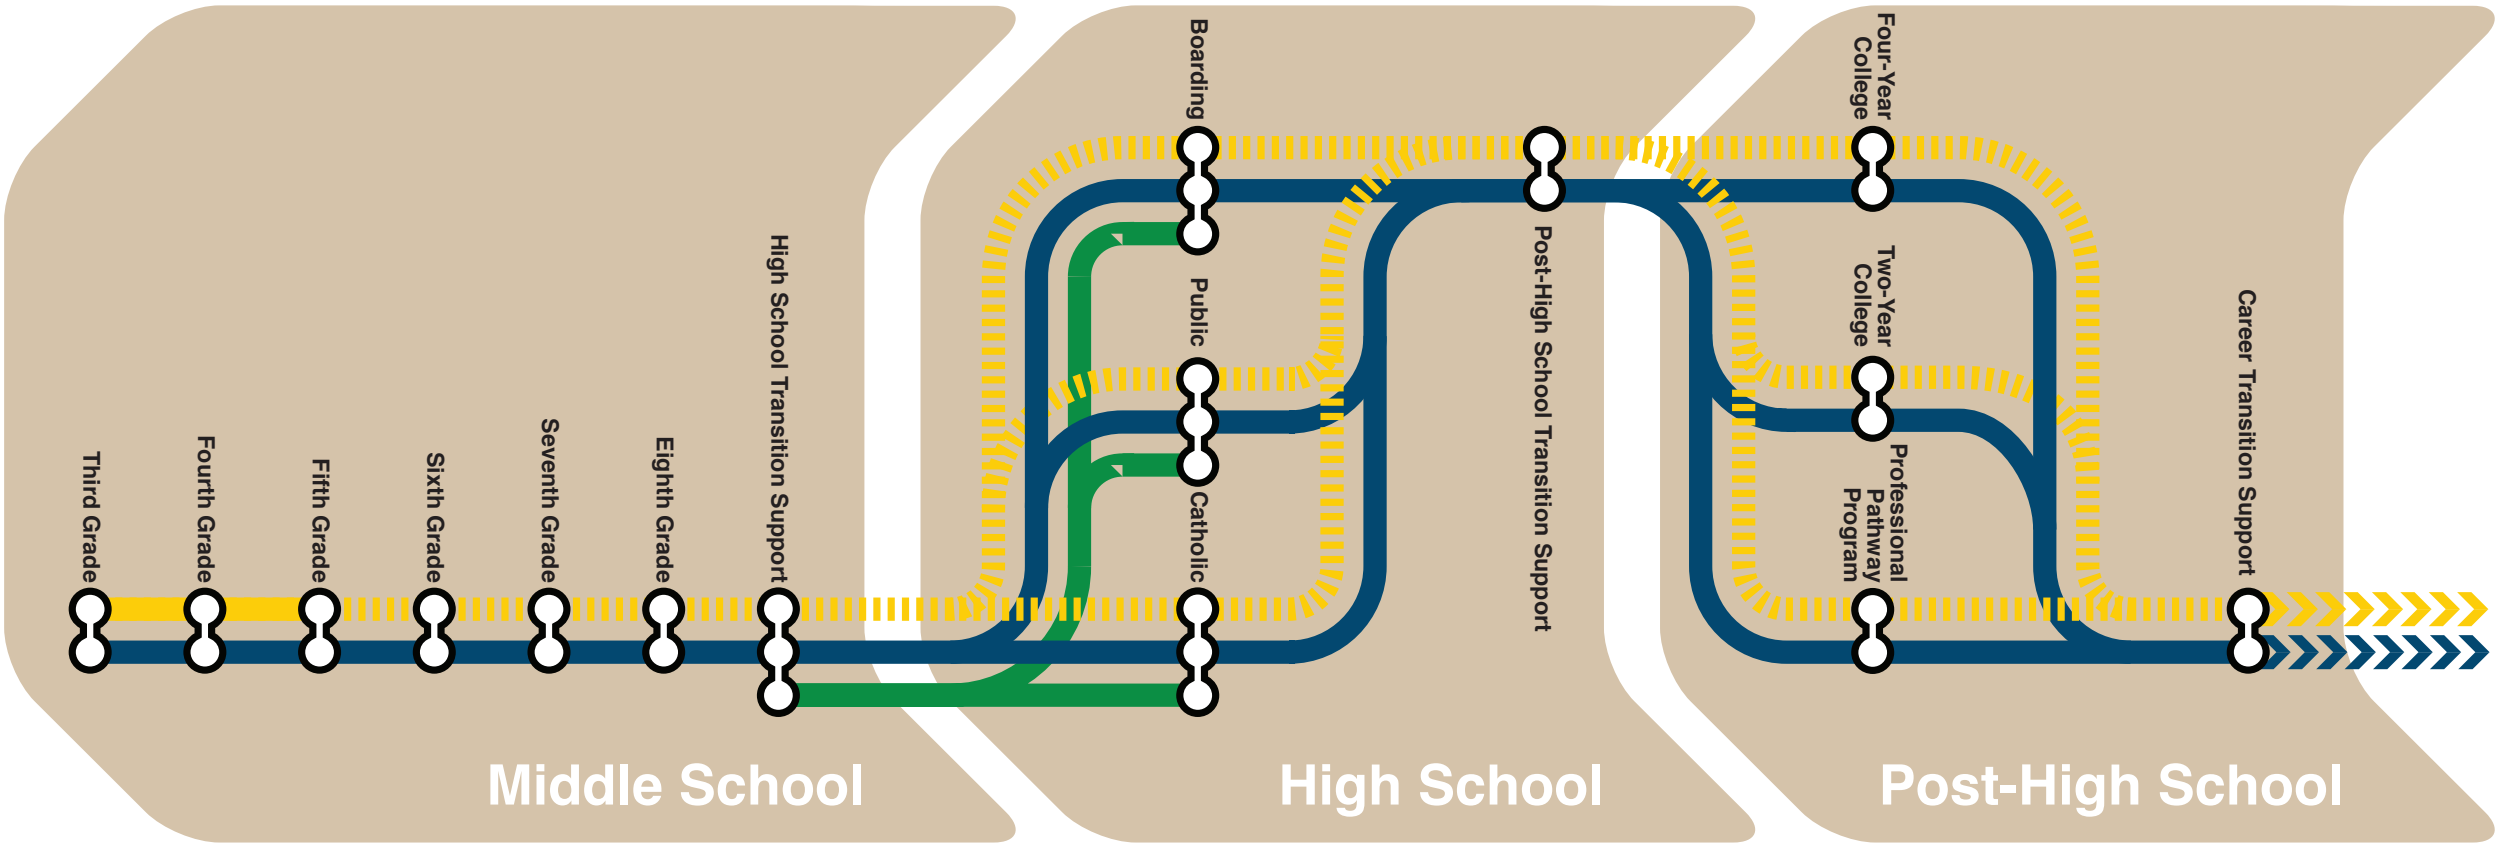 Third Grade
Fourth Grade
Fifth Grade
Sixth Grade
Seventh Grade
Eighth Grade
High School Transition Support
Middle School
Boarding
Public
Catholic
Post-High School Transition Support
High School
Four-Year
College
Two-Year
College
Professional
Pathway
Program
Career Transition Support
Post-High School